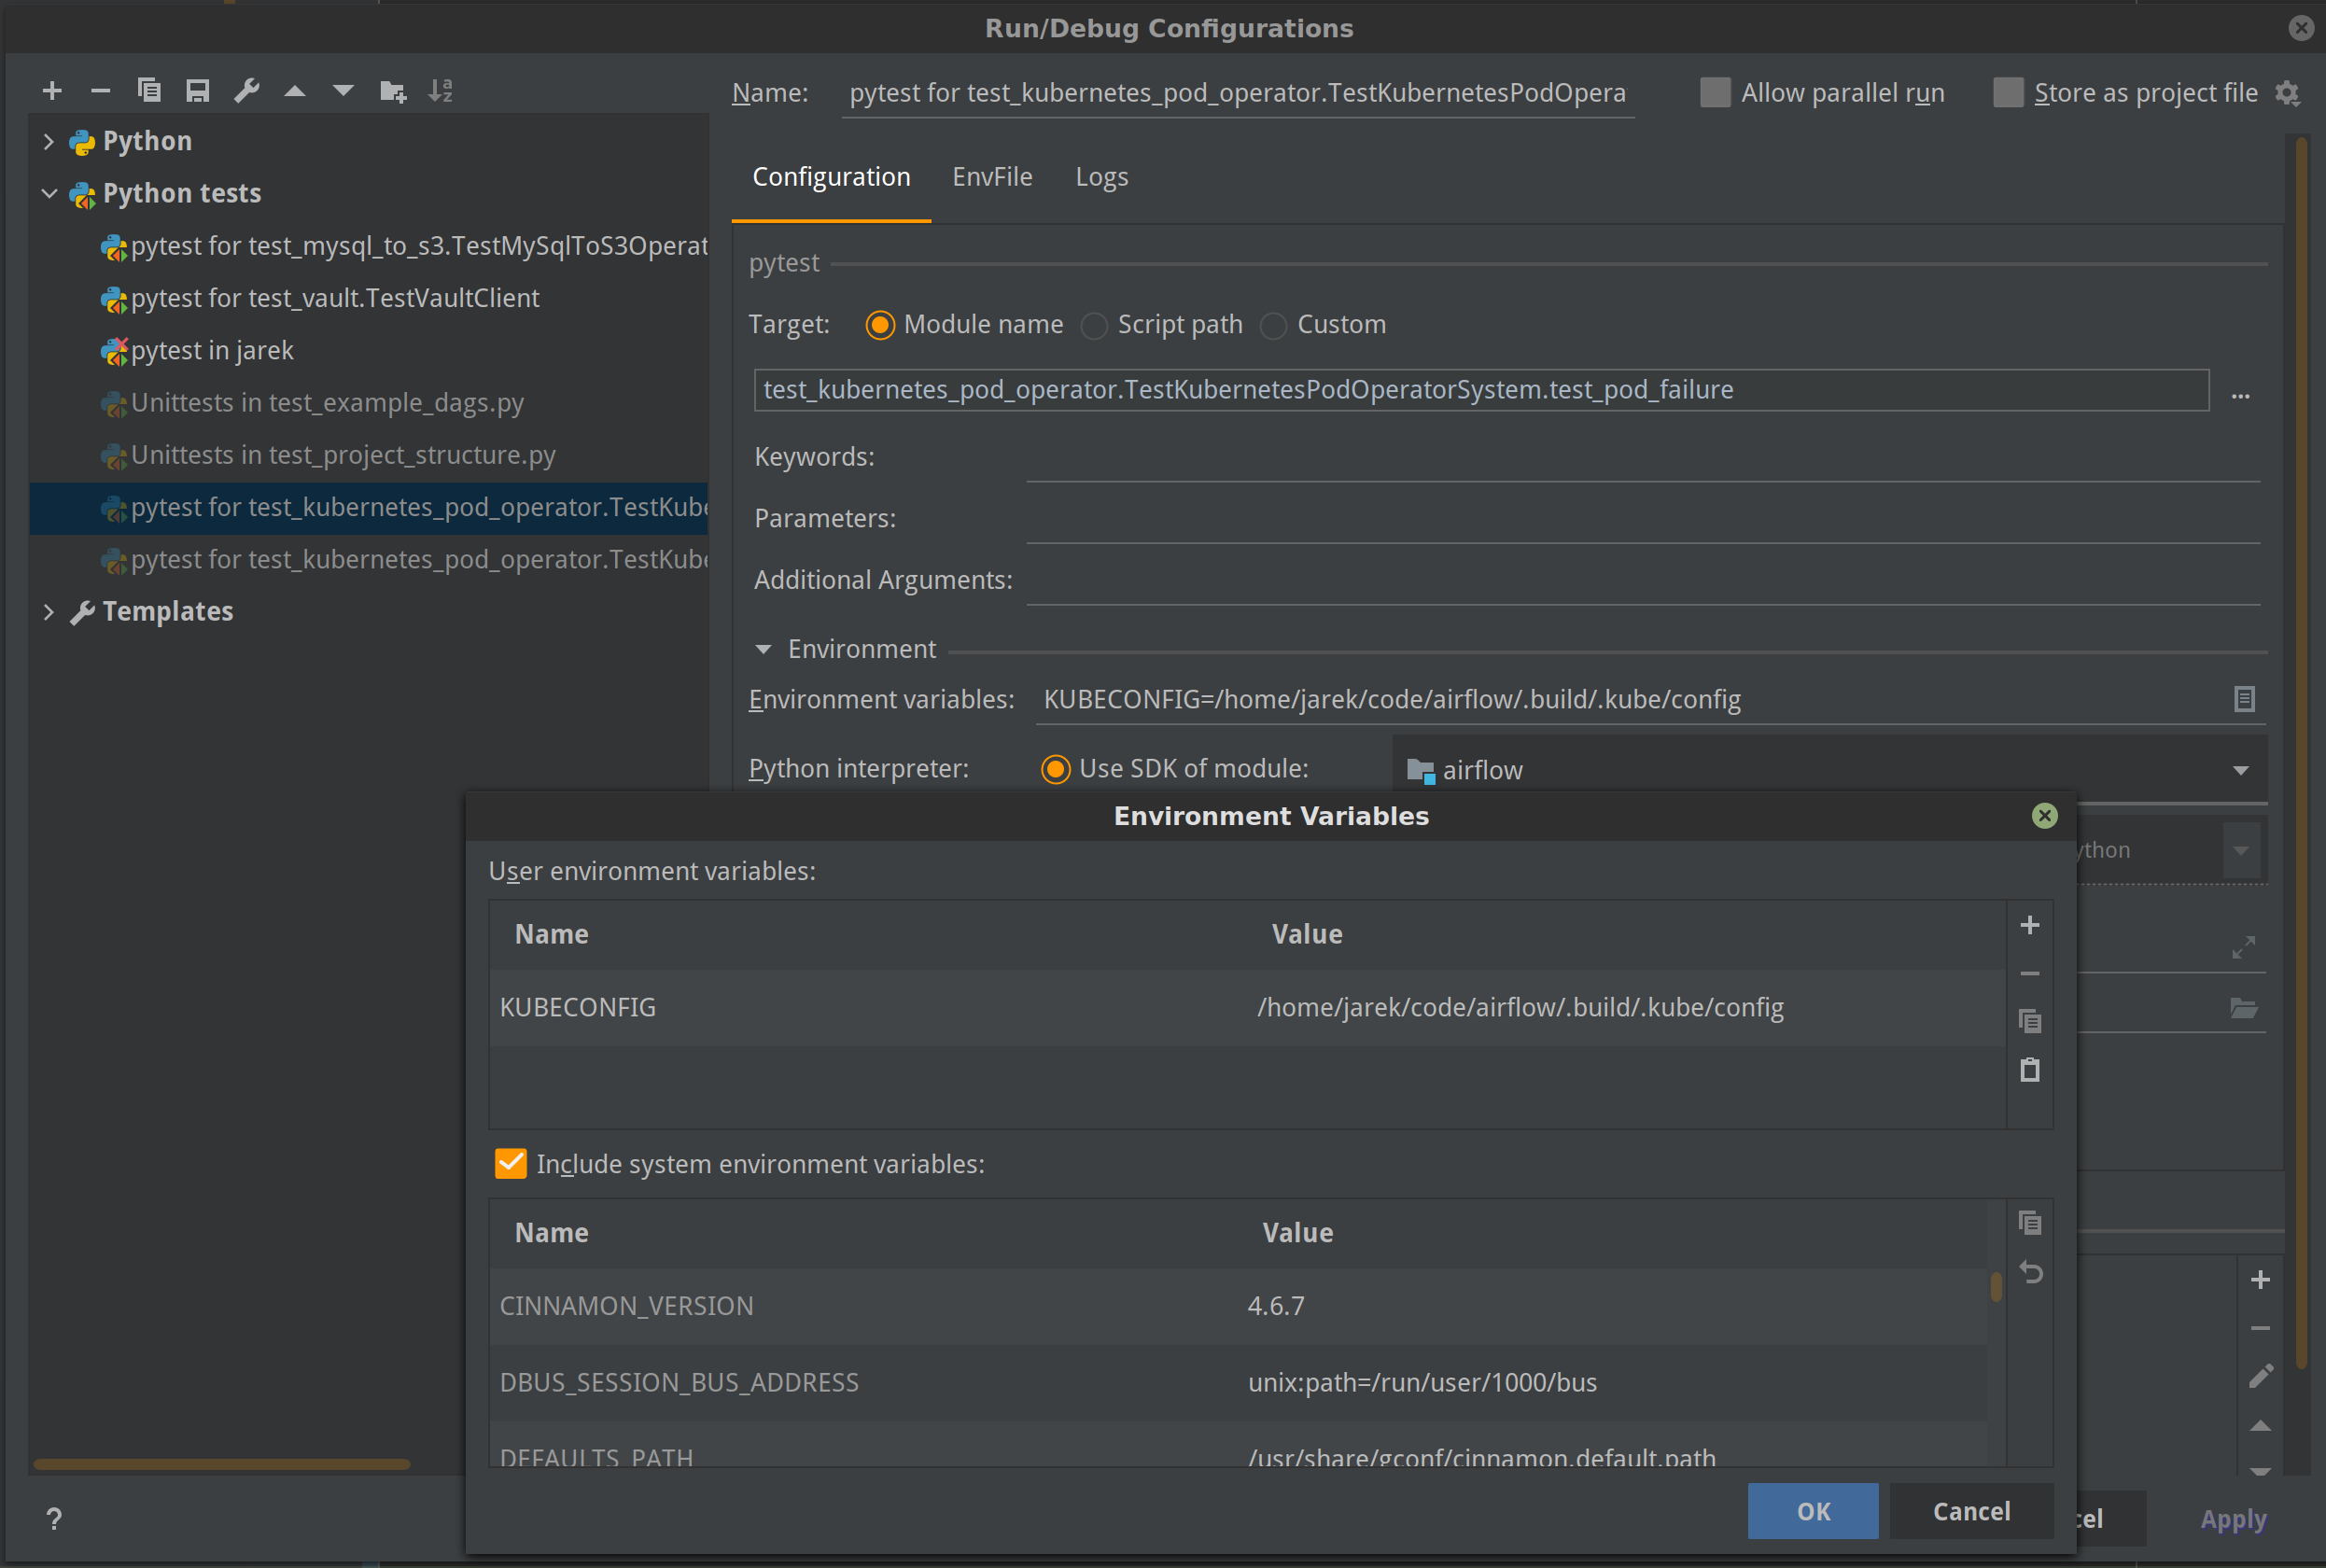 Run/Debug Configurations
Name: pytest for test_kubernetes_pod_operator.TestKubernetesPodOpera
Allow parallel run
Store as project file
Python
Python tests
pytest for test_mysql_to_s3.TestMySqlToS3Operat
pytest for test_vault.TestVaultClient
pytest in jarek
Unittests in test_example_dags.py
Unittests in test_project_structure.py
pytest for test_kubernetes_pod_operator.TestKube
pytest for test_kubernetes_pod_operator.TestKube
Templates
Configuration EnvFile Logs
pytest
Target: Module name Script path Custom
test_kubernetes_pod_operator.TestKubernetesPodOperatorSystem.test_pod_failure ...
Keywords:
Parameters:
Additional Arguments:
Environment
Environment variables: KUBECONFIG=/home/jarek/code/airflow/.build/.kube/config
Python interpreter: Use SDK of module: airflow
ython
Environment Variables
User environment variables:
Name Value
KUBECONFIG /home/jarek/code/airflow/.build/.kube/config
Include system environment variables:
Name Value
CINNAMON_VERSION 4.6.7
DBUS_SESSION_BUS_ADDRESS unix:path=/run/user/1000/bus
DEFAULTS_PATH /usr/share/gconf/cinnamon.default.path
OK Cancel
? cel Apply